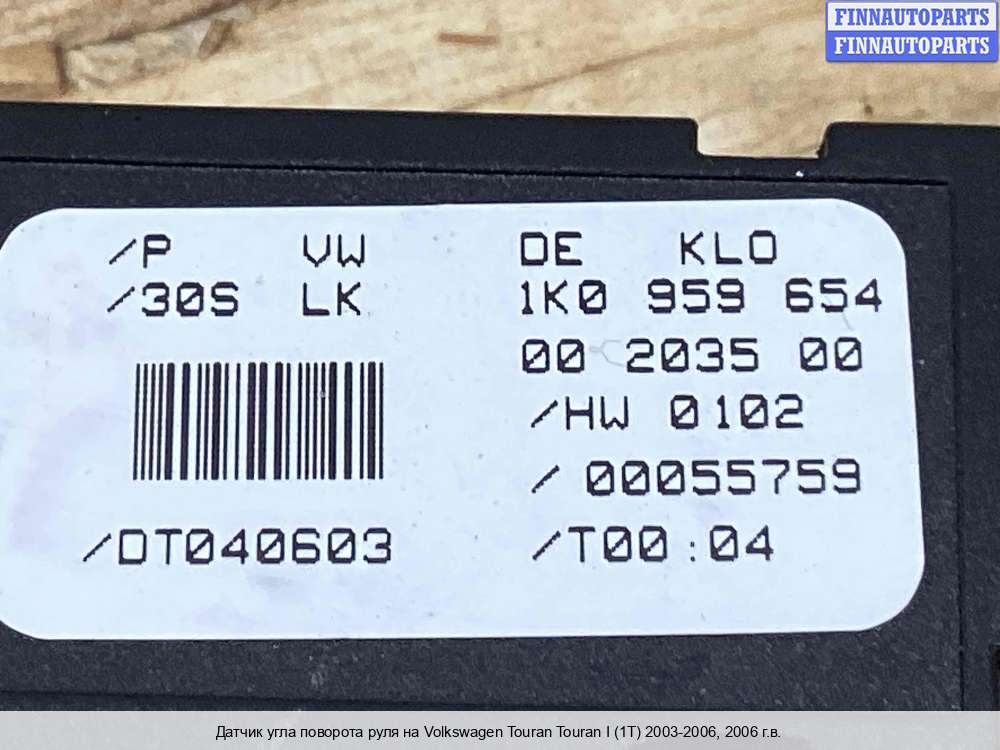 FINNAUTOPARTS
FINNAUTOPARTS
/P VW DE KLO
/30S LK 1K0 959 654
00 2035 00
/HW 0102
/ 00055759
/DT040603 /T00:04
Датчик угла поворота руля на Volkswagen Touran Touran I (1T) 2003-2006, 2006 г.в.